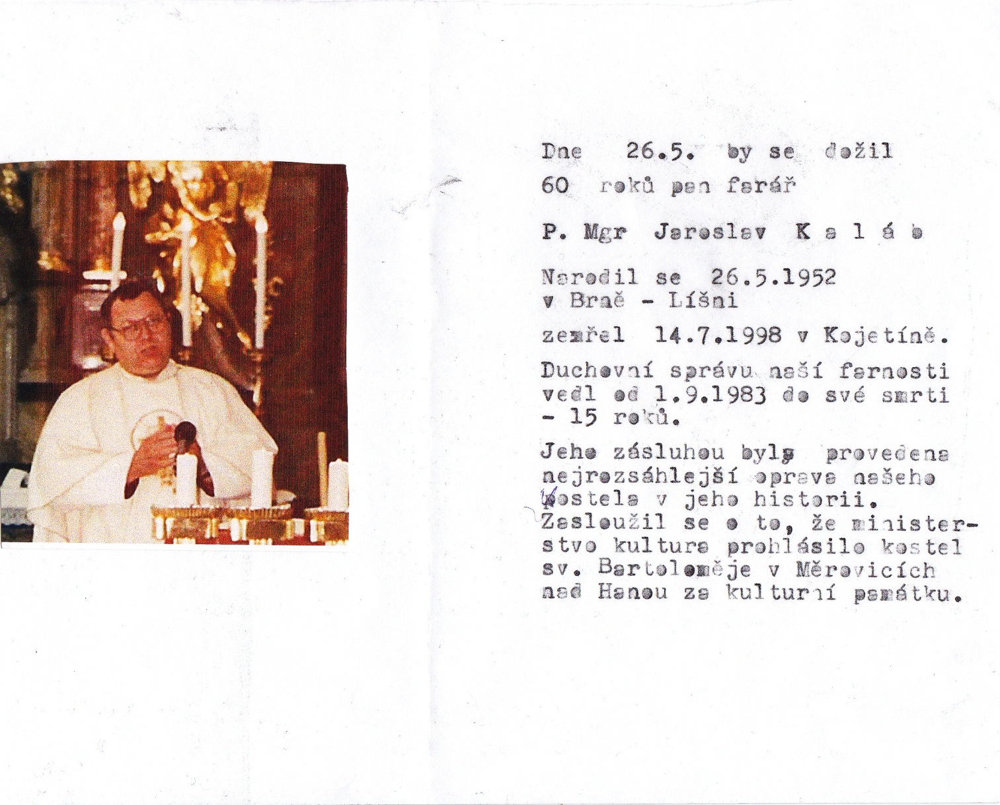 Dne 26.5. by se dožil
60 roků pan farář
P. Mgr Jaroslav K a l á b
Narodil se 26.5.1952
v Brně - Líšni
zemřel 14.7.1998 v Kojetíně.
Duchovní správu naší farnosti
vedl od 1.9.1983 do své smrti
- 15 roků.
Jeho zásluhou byla provedena
nejrozsáhlejší oprava našeho
kostela v jeho historii.
Zasloužil se o to, že minister-
stvo kultura prohlásilo kostel
sv. Bartoloměje v Měrovicích
nad Hanou za kulturní památku.